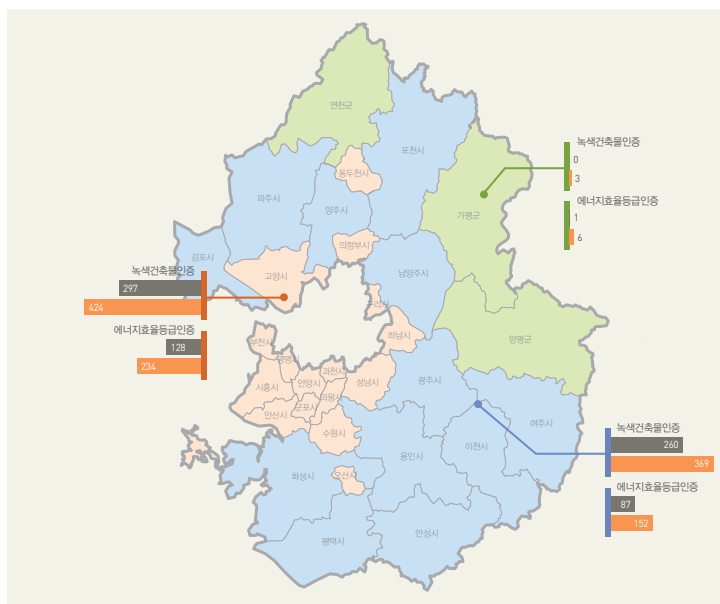 연천군
포천시
동두천시
녹색건축물인증
0
3
파주시
양주시
가평군
에너지효율등급인증
1
6
의정부시
김포시
고양시
남양주시
녹색건축물인증
297
424
구리시
에너지효율등급인증
128
234
하남시
부천시
양평군
광명시
과천시
시흥시
안양시
성남시
광주시
의왕시
안산시
군포시
여주시
녹색건축물인증
260
369
수원시
이천시
용인시
화성시
오산시
에너지효율등급인증
87
152
평택시
안성시